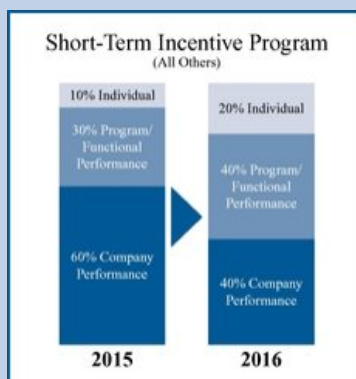 Short-Term Incentive Program
(All Others)
10% Individual
30% Program/
Functional
Performance
60% Company
Performance
2015
20% Individual
40% Program/
Functional
Performance
40% Company
Performance
2016